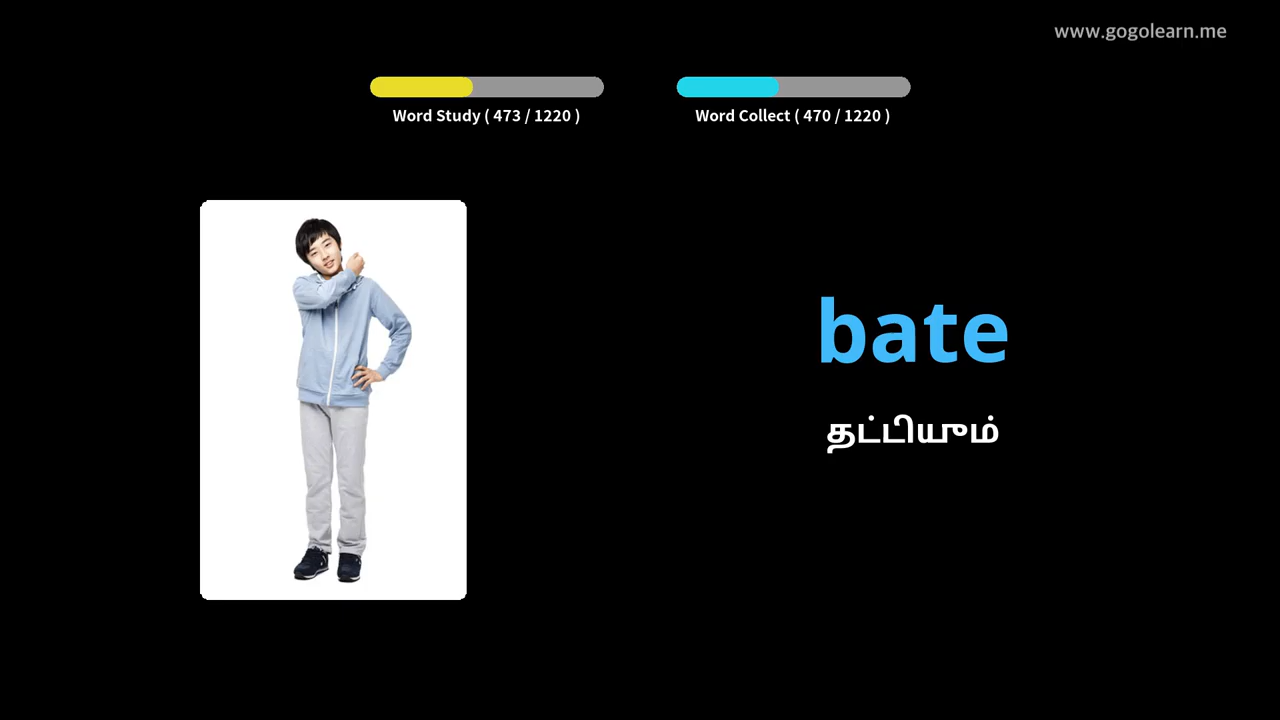 www.gogolearn.me
Word Study ( 473 / 1220 )
Word Collect ( 470 / 1220 )
bate
தட்டியும்